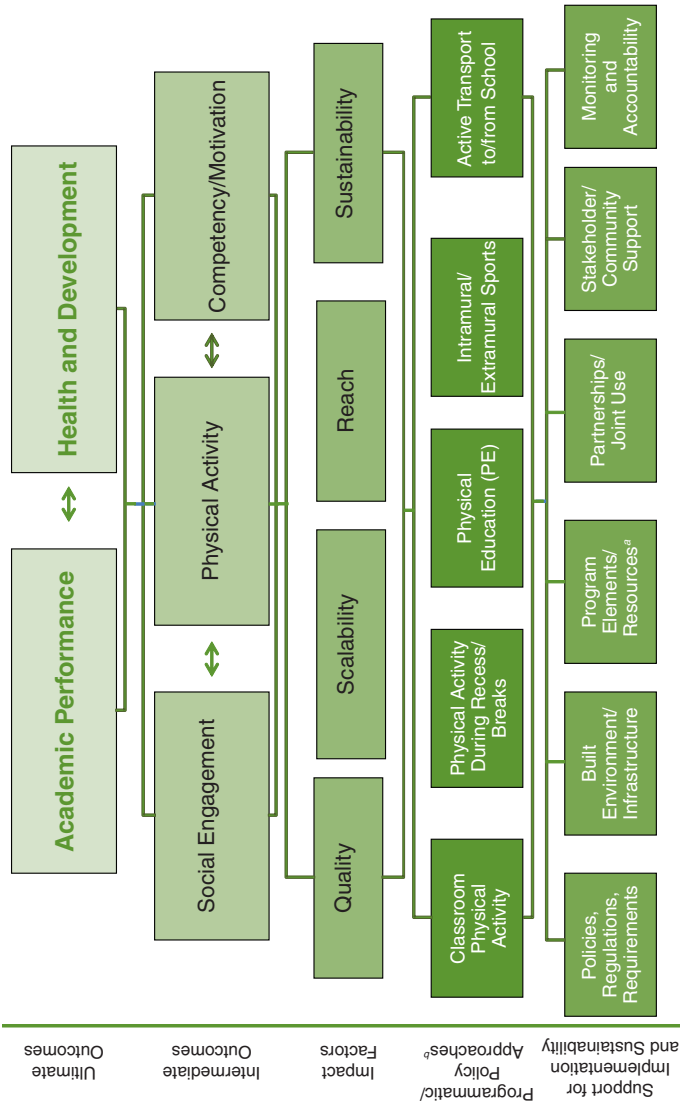 Ultimate
Outcomes
Academic Performance
Health and Development
Intermediate
Outcomes
Social Engagement
Physical Activity
Competency/Motivation
Impact
Factors
Quality
Scalability
Reach
Sustainability
Programmatic/
Policy
Approachesᵇ
Classroom
Physical
Activity
Physical Activity
During Recess/
Breaks
Physical
Education (PE)
Intramural/
Extramural Sports
Active Transport
to/from School
Support for
Implementation
and Sustainability
Policies,
Regulations,
Requirements
Built
Environment/
Infrastructure
Program
Elements/
Resourcesᵃ
Partnerships/
Joint Use
Stakeholder/
Community
Support
Monitoring
and
Accountability